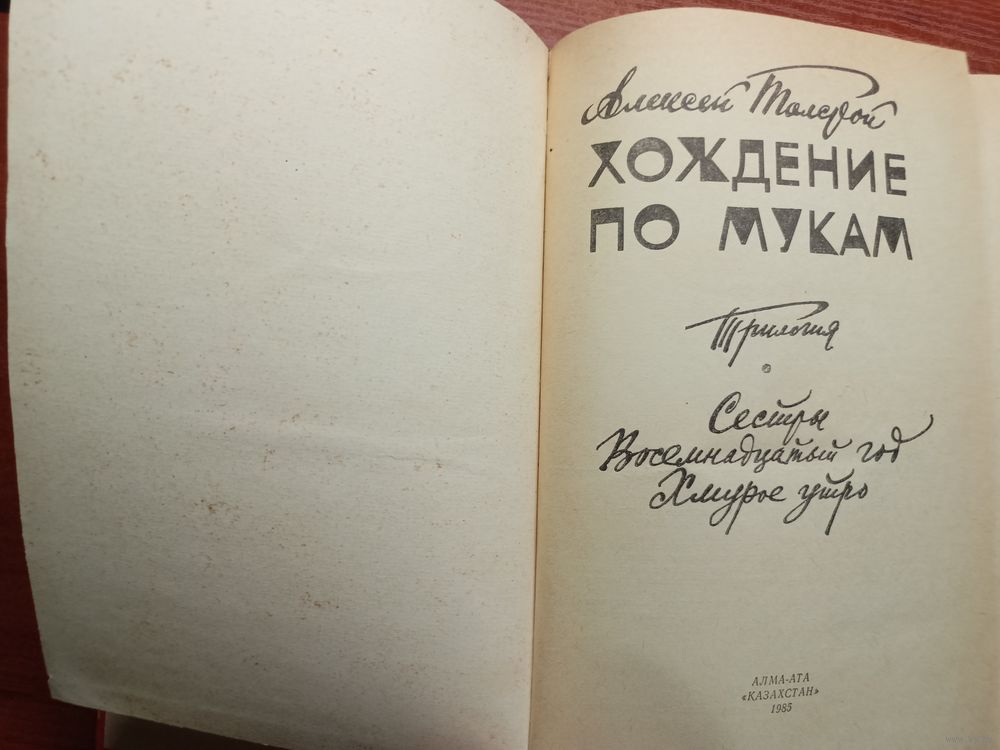 Алексей Толстой
ХОЖДЕНИЕ
ПО МУКАМ
Трилогия
Сестры
Восемнадцатый год
Хмурое утро
АЛМА-АТА
«КАЗАХСТАН»
1985